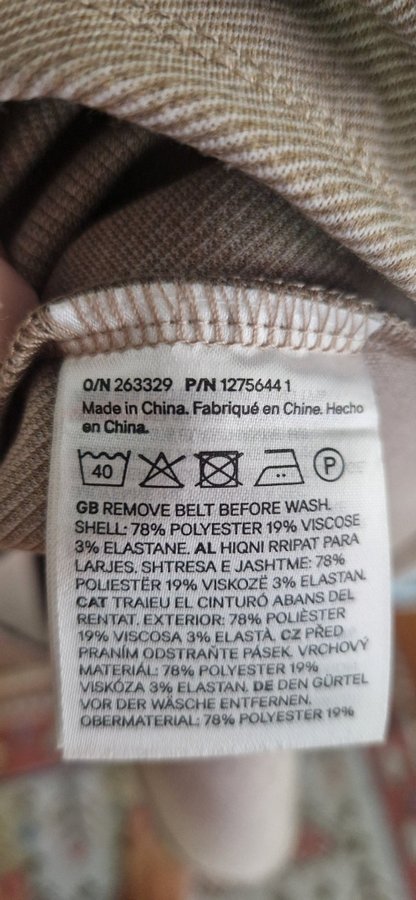 O/N 263329 P/N 1275644 1
Made in China. Fabriqué en Chine. Hecho
en China.
40 P
GB REMOVE BELT BEFORE WASH.
SHELL: 78% POLYESTER 19% VISCOSE
3% ELASTANE. AL HIQNI RRIPAT PARA
LARJES. SHTRESA E JASHTME: 78%
POLIESTËR 19% VISKOZË 3% ELASTAN.
CAT TRAIEU EL CINTURÓ ABANS DEL
RENTAT. EXTERIOR: 78% POLIÈSTER
19% VISCOSA 3% ELASTÀ. CZ PŘED
PRANÍM ODSTRAŇTE PÁSEK. VRCHOVÝ
MATERIÁL: 78% POLYESTER 19%
VISKÓZA 3% ELASTAN. DE DEN GÜRTEL
VOR DER WÄSCHE ENTFERNEN.
OBERMATERIAL: 78% POLYESTER 19%